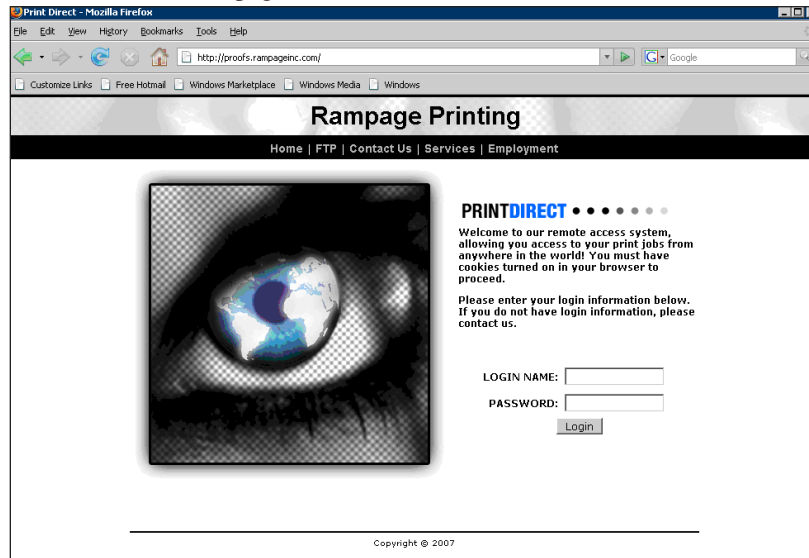 Print Direct - Mozilla Firefox
File Edit View History Bookmarks Tools Help
http://proofs.rampageinc.com/
G Google
Customize Links Free Hotmail Windows Marketplace Windows Media Windows
Rampage Printing
Home | FTP | Contact Us | Services | Employment
PRINTDIRECT
Welcome to our remote access system,
allowing you access to your print jobs from
anywhere in the world! You must have
cookies turned on in your browser to
proceed.
Please enter your login information below.
If you do not have login information, please
contact us.
LOGIN NAME:
PASSWORD:
Login
Copyright © 2007